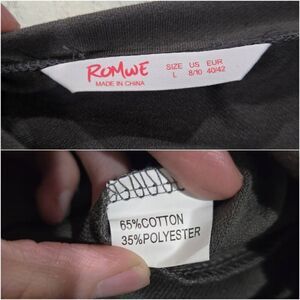 ROMWE
MADE IN CHINA
SIZE US EUR
L 8/10 40/42
65%COTTON
35%POLYESTER